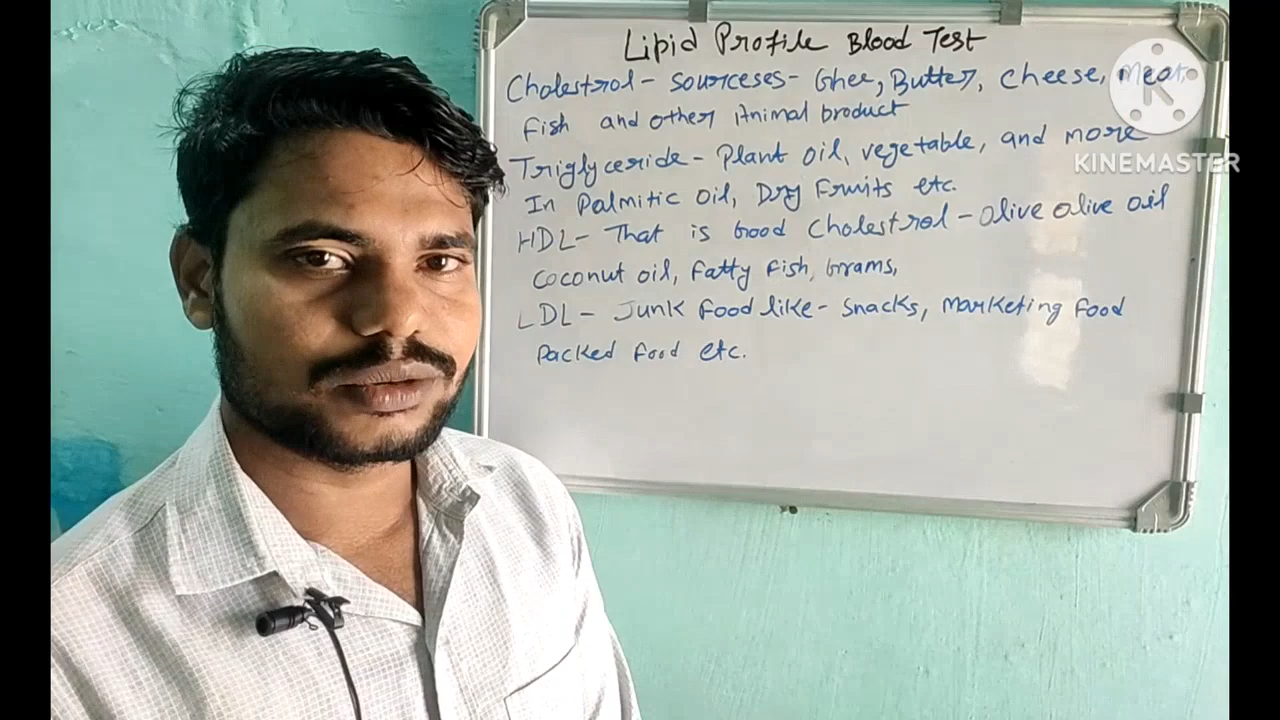 Lipid Profile Blood Test
Cholestrol - sourceses - Ghee, Butter, cheese, meat,
fish and other Animal broduct
Triglyceride - Plant oil, vegetable, and more
In Palmitic oil, Dry Fruits etc.
HDL - That is Good Cholestrol - olive olive oil
coconut oil, Fatty fish, Grams,
LDL - Junk Food like - Snacks, Marketing food
Packed food etc.
KINEMASTER